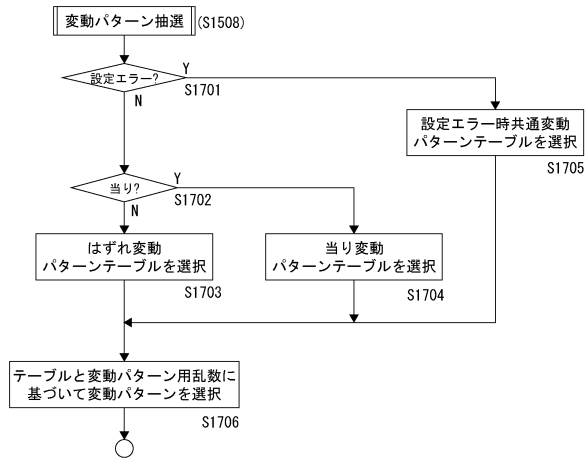 変動パターン抽選
(S1508)
設定エラー?
Y
S1701
N
設定エラー時共通変動
パターンテーブルを選択
S1705
当り?
Y
S1702
N
はずれ変動
パターンテーブルを選択
S1703
当り変動
パターンテーブルを選択
S1704
テーブルと変動パターン用乱数に
基づいて変動パターンを選択
S1706